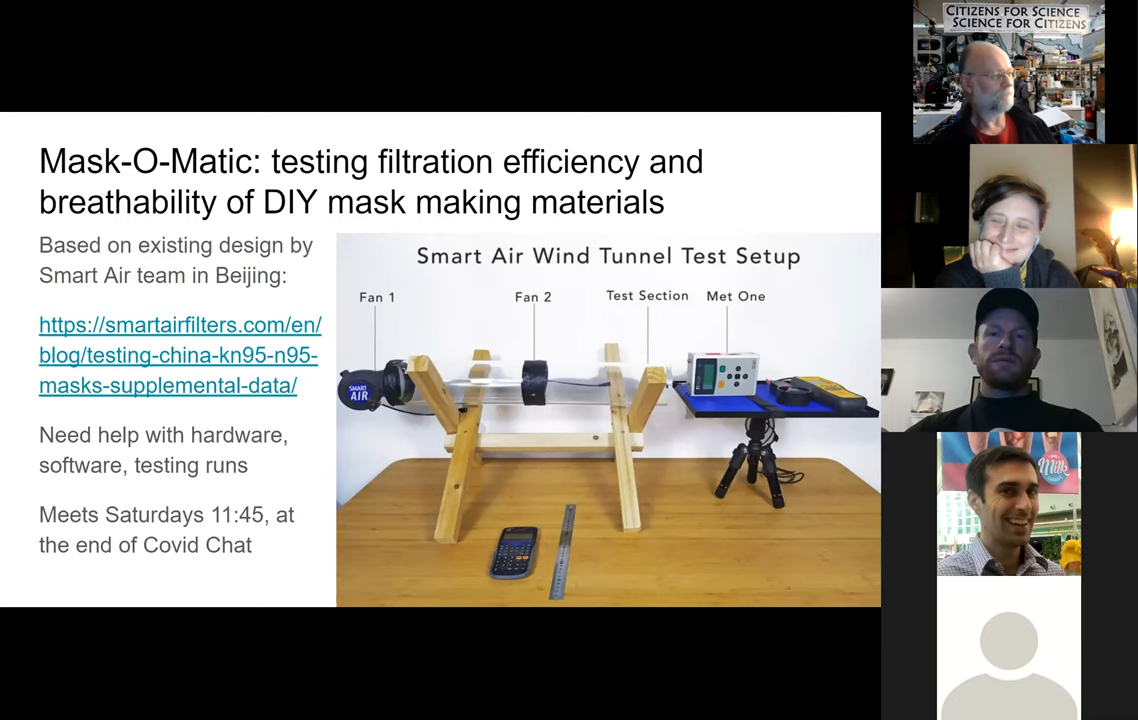 CITIZENS FOR SCIENCE
SCIENCE FOR CITIZENS
Mask-O-Matic: testing filtration efficiency and
breathability of DIY mask making materials
Based on existing design by
Smart Air team in Beijing:
https://smartairfilters.com/en/
blog/testing-china-kn95-n95-
masks-supplemental-data/
Need help with hardware,
software, testing runs
Meets Saturdays 11:45, at
the end of Covid Chat
Smart Air Wind Tunnel Test Setup
Fan 1
Fan 2
Test Section
Met One
SMART
AIR
Milk